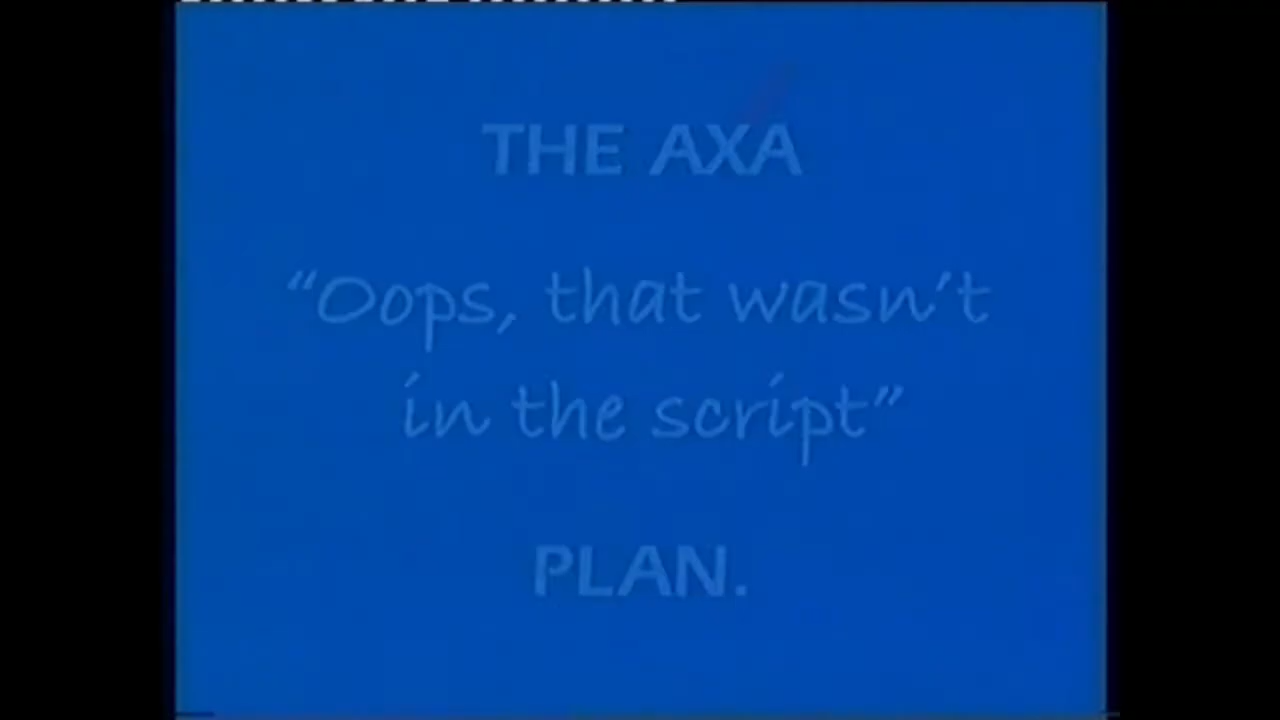 THE AXA
“Oops, that wasn’t
in the script”
PLAN.